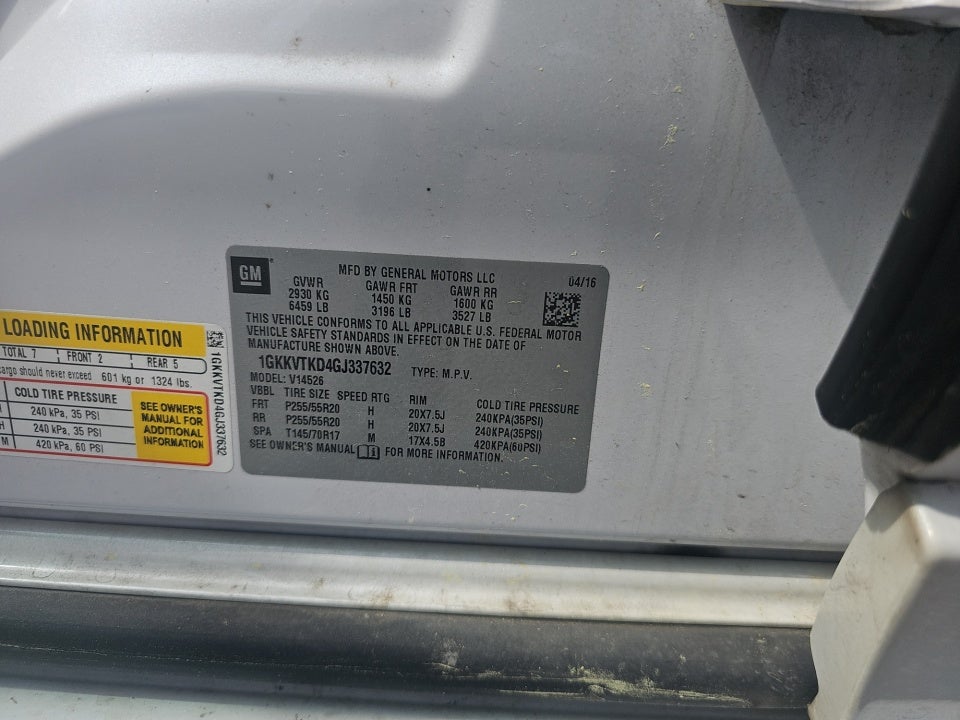 GM
MFD BY GENERAL MOTORS LLC
04/16
GVWR GAWR FRT GAWR RR
2930 KG 1450 KG 1600 KG
6459 LB 3196 LB 3527 LB
THIS VEHICLE CONFORMS TO ALL APPLICABLE U.S. FEDERAL MOTOR
VEHICLE SAFETY STANDARDS IN EFFECT ON THE DATE OF
MANUFACTURE SHOWN ABOVE.
1GKKVTKD4GJ337632 TYPE: M.P.V.
MODEL: V14526
VBBL TIRE SIZE SPEED RTG RIM COLD TIRE PRESSURE
FRT P255/55R20 H 20X7.5J 240KPA(35PSI)
RR P255/55R20 H 20X7.5J 240KPA(35PSI)
SPA T145/70R17 M 17X4.5B 420KPA(60PSI)
SEE OWNER'S MANUAL FOR MORE INFORMATION.
LOADING INFORMATION
TOTAL 7 FRONT 2 REAR 5
cargo should never exceed 601 kg or 1324 lbs.
COLD TIRE PRESSURE
H 240 kPa, 35 PSI
H 240 kPa, 35 PSI
M 420 kPa, 60 PSI
SEE OWNER'S
MANUAL FOR
ADDITIONAL
INFORMATION
1GKKVTKD4GJ337632